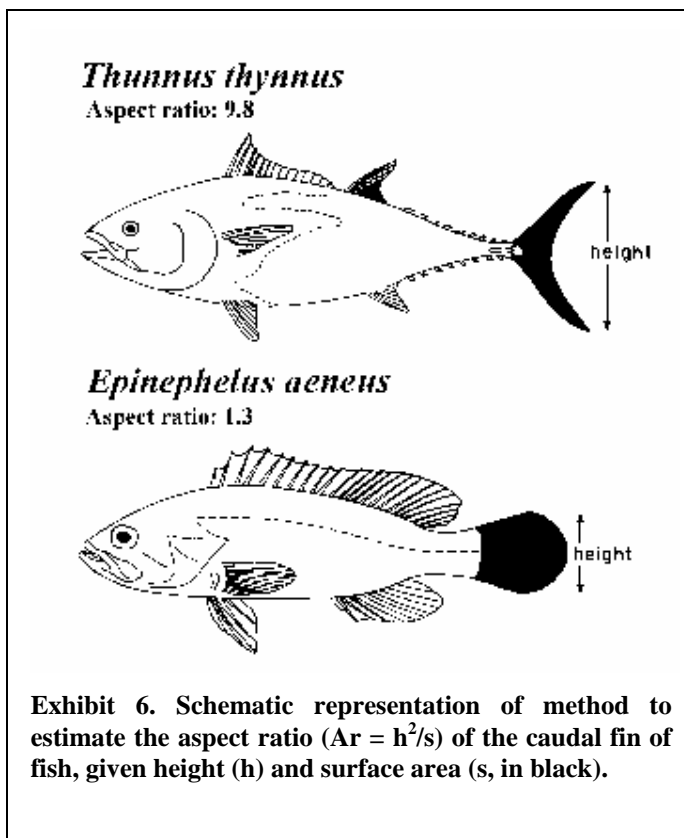 Thunnus thynnus
Aspect ratio: 9.8
height
Epinephelus aeneus
Aspect ratio: 1.3
height
Exhibit 6. Schematic representation of method to
estimate the aspect ratio (Ar = h²/s) of the caudal fin of
fish, given height (h) and surface area (s, in black).